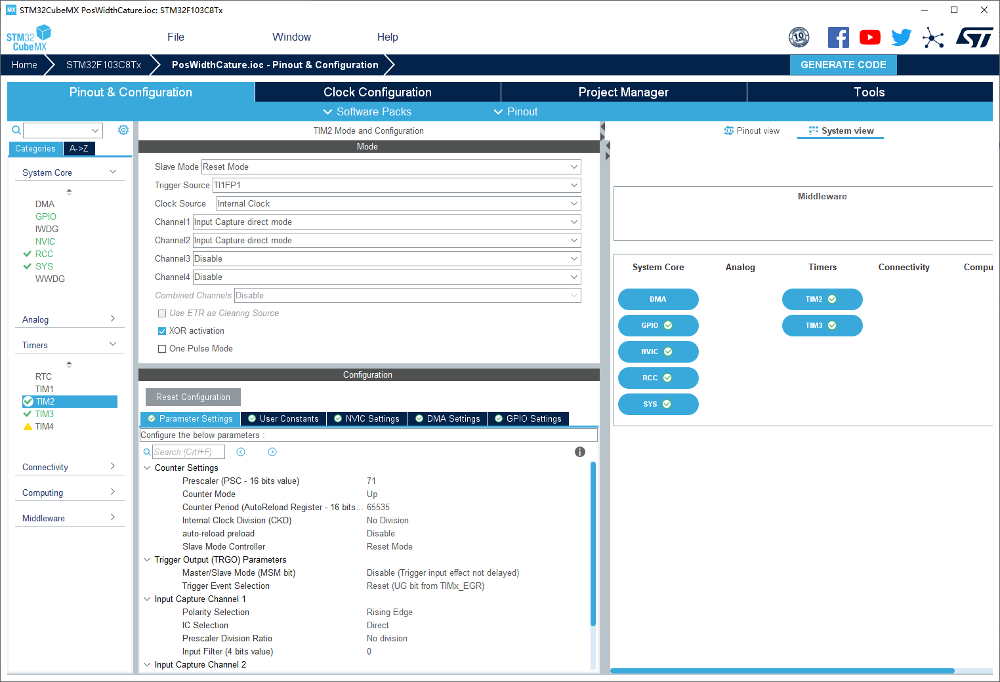 MX STM32CubeMX PosWidthCature.ioc: STM32F103C8Tx
STM32 CubeMX
File Window Help
10
Home STM32F103C8Tx PosWidthCature.ioc - Pinout & Configuration GENERATE CODE
Pinout & Configuration Clock Configuration Project Manager Tools
Software Packs Pinout
Categories A->Z
System Core
DMA
GPIO
IWDG
NVIC
RCC
SYS
WWDG
Analog
Timers
RTC
TIM1
TIM2
TIM3
TIM4
Connectivity
Computing
Middleware
TIM2 Mode and Configuration
Mode
Slave Mode Reset Mode
Trigger Source TI1FP1
Clock Source Internal Clock
Channel1 Input Capture direct mode
Channel2 Input Capture direct mode
Channel3 Disable
Channel4 Disable
Combined Channels Disable
Use ETR as Clearing Source
XOR activation
One Pulse Mode
Configuration
Reset Configuration
Parameter Settings User Constants NVIC Settings DMA Settings GPIO Settings
Configure the below parameters :
Search (Crtl+F)
Counter Settings
Prescaler (PSC - 16 bits value) 71
Counter Mode Up
Counter Period (AutoReload Register - 16 bits... 65535
Internal Clock Division (CKD) No Division
auto-reload preload Disable
Slave Mode Controller Reset Mode
Trigger Output (TRGO) Parameters
Master/Slave Mode (MSM bit) Disable (Trigger input effect not delayed)
Trigger Event Selection Reset (UG bit from TIMx_EGR)
Input Capture Channel 1
Polarity Selection Rising Edge
IC Selection Direct
Prescaler Division Ratio No division
Input Filter (4 bits value) 0
Input Capture Channel 2
Pinout view System view
Middleware
System Core Analog Timers Connectivity Compu
DMA TIM2
GPIO TIM3
NVIC
RCC
SYS